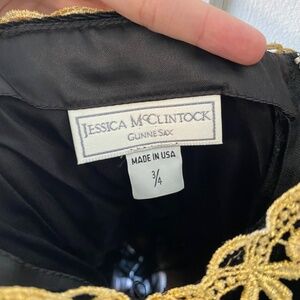 JESSICA McCLINTOCK
GUNNE SAX
MADE IN USA
3/4